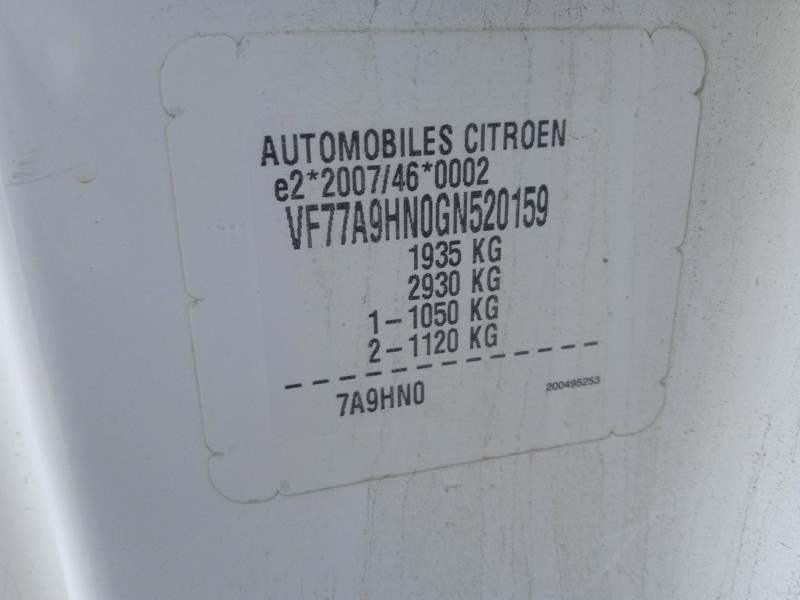 AUTOMOBILES CITROEN
e2*2007/46*0002
VF77A9HN0GN520159
1935 KG
2930 KG
1-1050 KG
2-1120 KG
7A9HN0
200495253